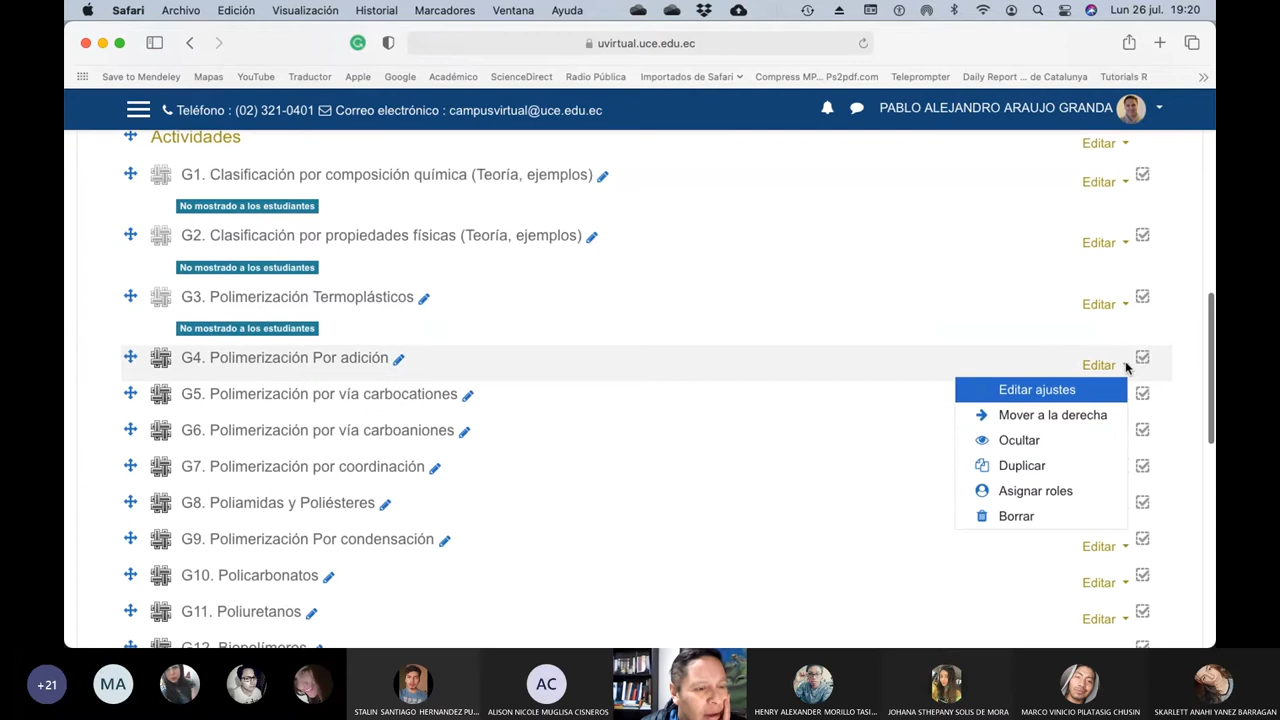 Safari Archivo Edición Visualización Historial Marcadores Ventana Ayuda Lun 26 jul. 19:20
uvirtual.uce.edu.ec
Save to Mendeley Mapas YouTube Traductor Apple Google Académico ScienceDirect Radio Pública Importados de Safari Compress MP... Ps2pdf.com Teleprompter Daily Report ... de Catalunya Tutorials R
Teléfono : (02) 321-0401 Correo electrónico : campusvirtual@uce.edu.ec PABLO ALEJANDRO ARAUJO GRANDA
Actividades Editar
G1. Clasificación por composición química (Teoría, ejemplos) Editar
No mostrado a los estudiantes
G2. Clasificación por propiedades físicas (Teoría, ejemplos) Editar
No mostrado a los estudiantes
G3. Polimerización Termoplásticos Editar
No mostrado a los estudiantes
G4. Polimerización Por adición Editar
Editar ajustes
G5. Polimerización por vía carbocationes
Mover a la derecha
G6. Polimerización por vía carboaniones
Ocultar
G7. Polimerización por coordinación
Duplicar
G8. Poliamidas y Poliésteres
Asignar roles
Borrar
G9. Polimerización Por condensación Editar
G10. Policarbonatos Editar
G11. Poliuretanos Editar
G12. Biopolímeros
+21 MA AC
STALIN SANTIAGO HERNANDEZ PU... ALISON NICOLE MUGLISA CISNEROS HENRY ALEXANDER MORILLO TASI... JOHANA STHEPANY SOLIS DE MORA MARCO VINICIO PILATASIG CHUSIN SKARLETT ANAHI YANEZ BARRAGAN